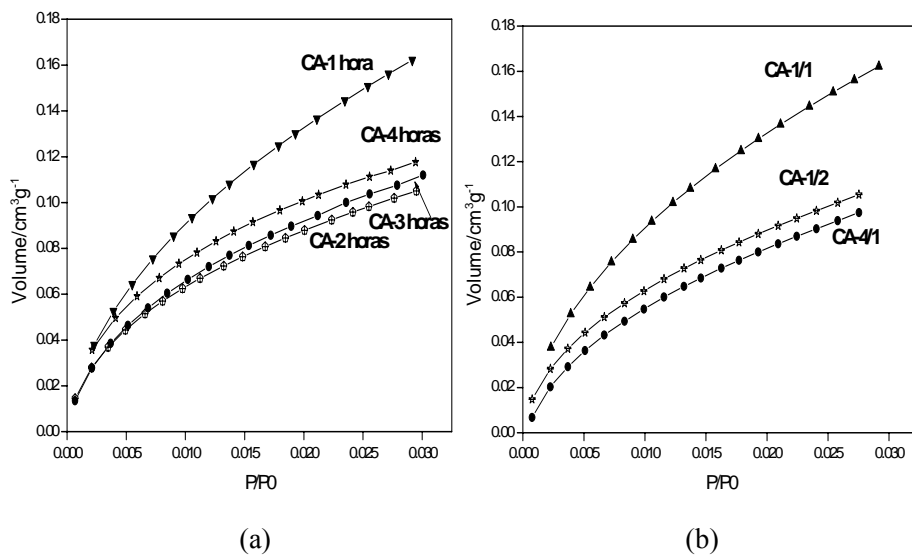 0.18
0.16
0.14
0.12
0.10
0.08
0.06
0.04
0.02
0.00
Volume/cm³g⁻¹
CA-1 hora
CA-4 horas
CA-3 horas
CA-2 horas
0.000 0.005 0.010 0.015 0.020 0.025 0.030
P/P0
(a)
0.18
0.16
0.14
0.12
0.10
0.08
0.06
0.04
0.02
0.00
Volume/cm³g⁻¹
CA-1/1
CA-1/2
CA-4/1
0.000 0.005 0.010 0.015 0.020 0.025 0.030
P/P0
(b)